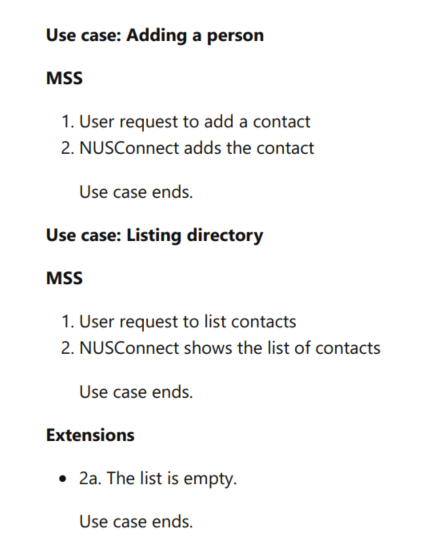 Use case: Adding a person
MSS
1. User request to add a contact
2. NUSConnect adds the contact
Use case ends.
Use case: Listing directory
MSS
1. User request to list contacts
2. NUSConnect shows the list of contacts
Use case ends.
Extensions
• 2a. The list is empty.
Use case ends.